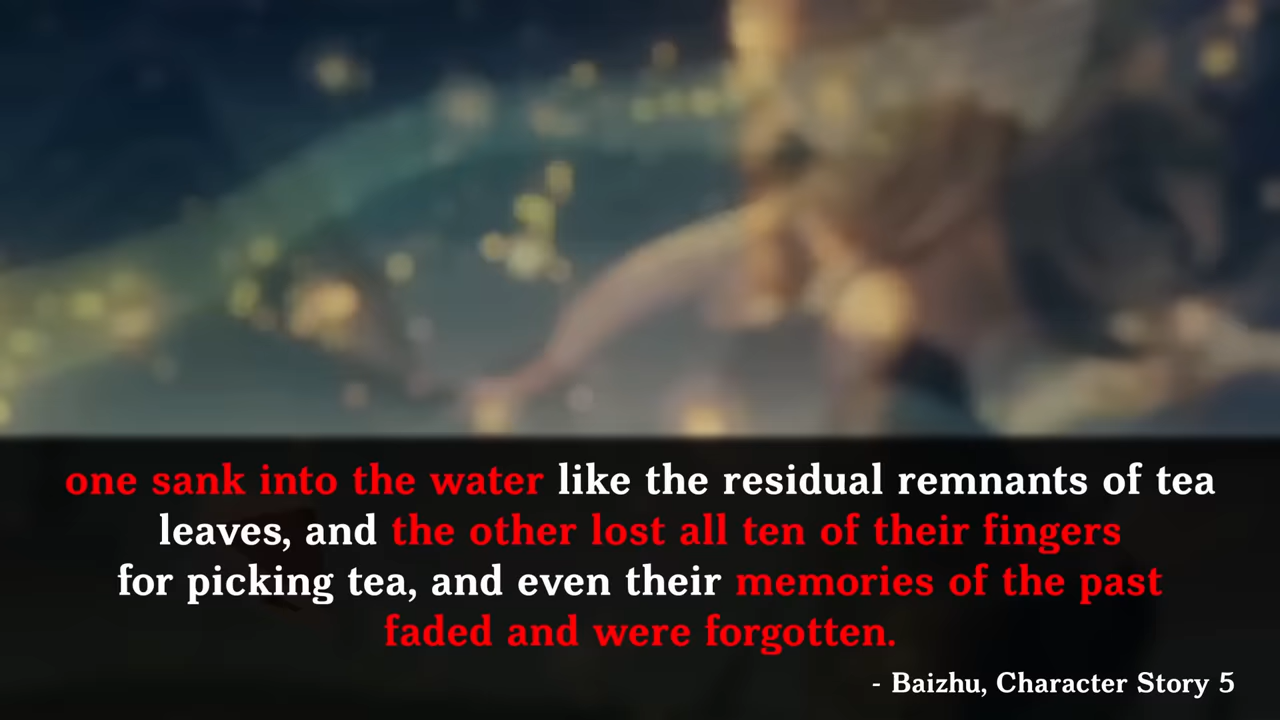 one sank into the water like the residual remnants of tea
leaves, and the other lost all ten of their fingers
for picking tea, and even their memories of the past
faded and were forgotten.
- Baizhu, Character Story 5